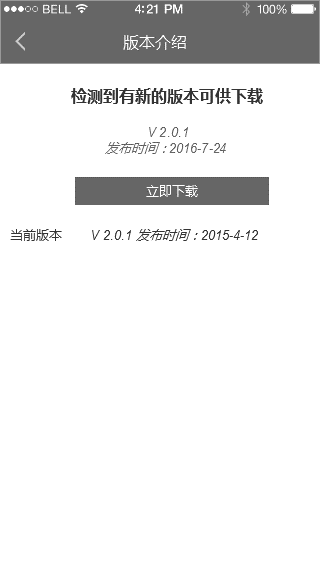 BELL 4:21 PM 100%
版本介绍
检测到有新的版本可供下载
V 2.0.1
发布时间：2016-7-24
立即下载
当前版本 V 2.0.1 发布时间：2015-4-12